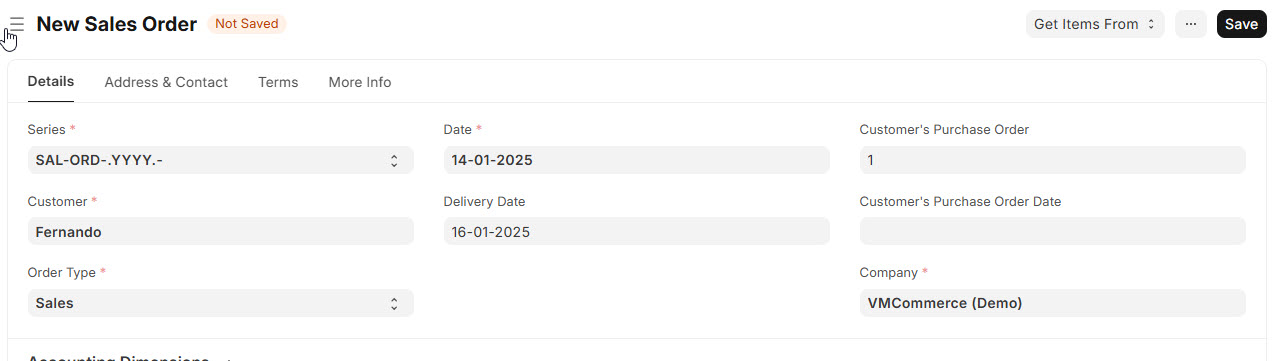 New Sales Order Not Saved Get Items From ... Save
Details Address & Contact Terms More Info
Series * Date * Customer's Purchase Order
SAL-ORD-.YYYY.- 14-01-2025 1
Customer * Delivery Date Customer's Purchase Order Date
Fernando 16-01-2025
Order Type * Company *
Sales VMCommerce (Demo)
Accounting Dimensions